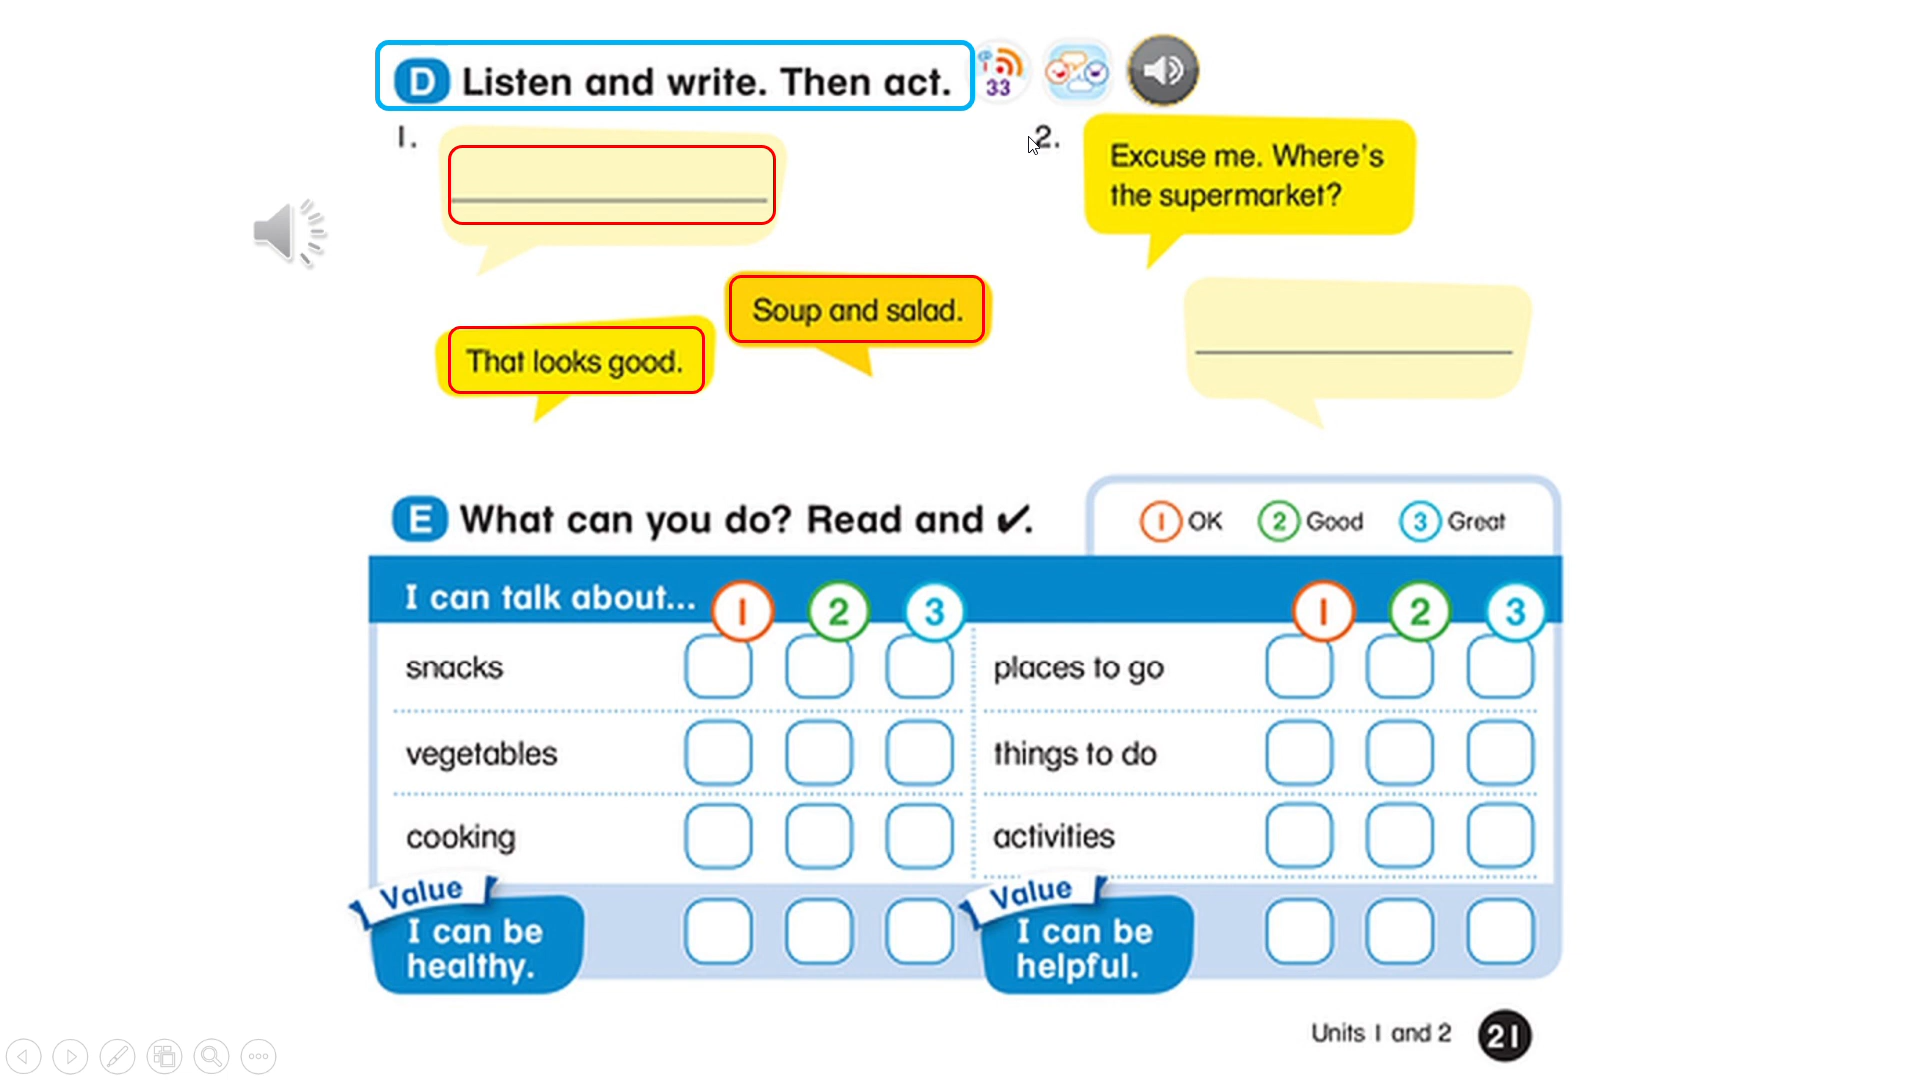 D Listen and write. Then act.
33
1.
2.
Excuse me. Where's
the supermarket?
Soup and salad.
That looks good.
E What can you do? Read and ✔.
1 OK 2 Good 3 Great
I can talk about... 1 2 3 1 2 3
snacks
places to go
vegetables
things to do
cooking
activities
Value
I can be
healthy.
Value
I can be
helpful.
Units 1 and 2 21